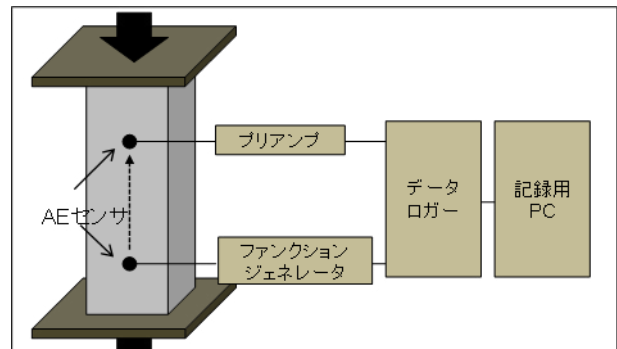 プリアンプ
AEセンサ
データ
ロガー
記録用
PC
ファンクション
ジェネレータ